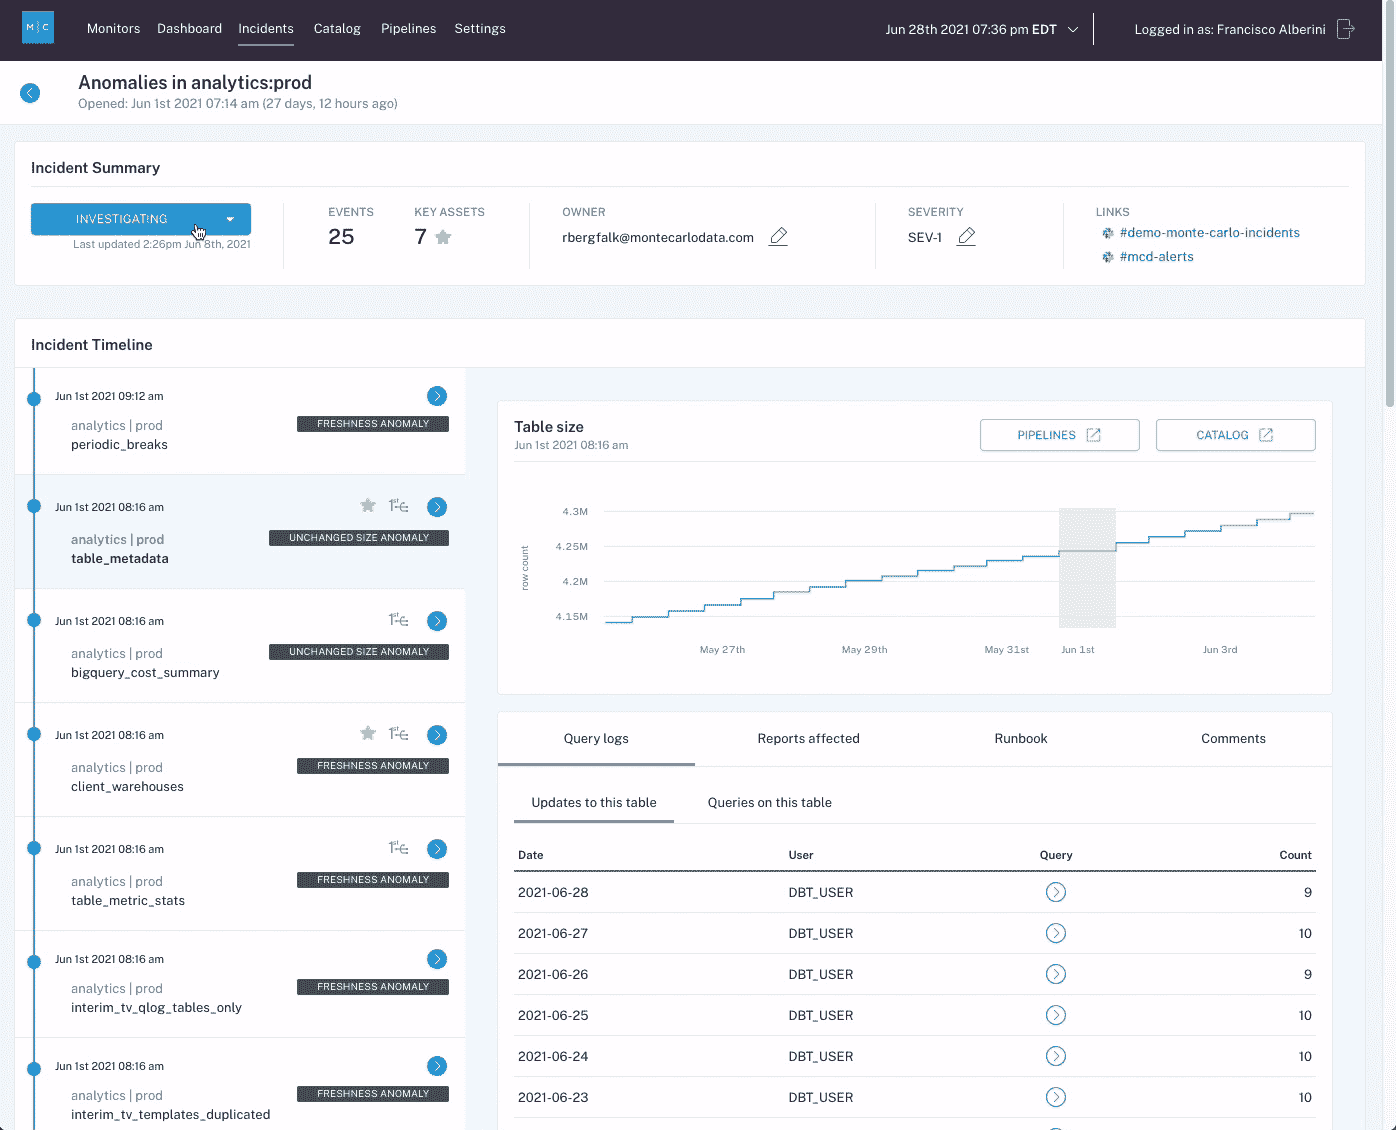 M C
Monitors Dashboard Incidents Catalog Pipelines Settings
Jun 28th 2021 07:36 pm EDT
Logged in as: Francisco Alberini
Anomalies in analytics:prod
Opened: Jun 1st 2021 07:14 am (27 days, 12 hours ago)
Incident Summary
INVESTIGATING
Last updated 2:26pm Jun 8th, 2021
EVENTS
25
KEY ASSETS
7
OWNER
rbergfalk@montecarlodata.com
SEVERITY
SEV-1
LINKS
#demo-monte-carlo-incidents
#mcd-alerts
Incident Timeline
Jun 1st 2021 09:12 am
analytics | prod
FRESHNESS ANOMALY
periodic_breaks
Jun 1st 2021 08:16 am
1st
analytics | prod
UNCHANGED SIZE ANOMALY
table_metadata
Jun 1st 2021 08:16 am
1st
analytics | prod
UNCHANGED SIZE ANOMALY
bigquery_cost_summary
Jun 1st 2021 08:16 am
1st
analytics | prod
FRESHNESS ANOMALY
client_warehouses
Jun 1st 2021 08:16 am
1st
analytics | prod
FRESHNESS ANOMALY
table_metric_stats
Jun 1st 2021 08:16 am
analytics | prod
FRESHNESS ANOMALY
interim_tv_qlog_tables_only
Jun 1st 2021 08:16 am
analytics | prod
FRESHNESS ANOMALY
interim_tv_templates_duplicated
Table size
Jun 1st 2021 08:16 am
PIPELINES
CATALOG
row count
4.3M
4.25M
4.2M
4.15M
May 27th May 29th May 31st Jun 1st Jun 3rd
Query logs Reports affected Runbook Comments
Updates to this table Queries on this table
Date User Query Count
2021-06-28 DBT_USER 9
2021-06-27 DBT_USER 10
2021-06-26 DBT_USER 9
2021-06-25 DBT_USER 10
2021-06-24 DBT_USER 10
2021-06-23 DBT_USER 10